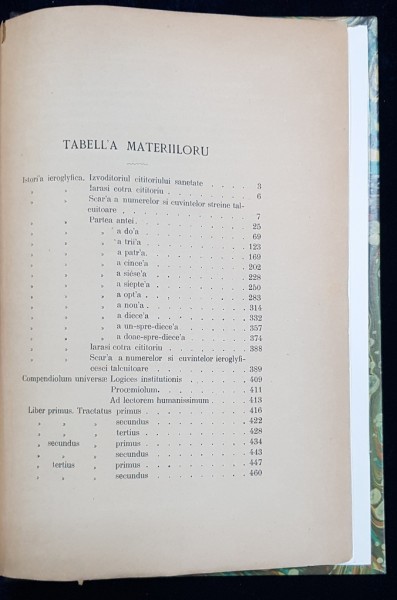 TABELL'A MATERIILORU
Istori'a ieroglyfica. Izvoditoriul cititoriului sanetate . . . . 3
„ „ Iarasi cotra cititoriu . . . . . . . . 6
„ „ Scar'a a numerelor si cuvintelor streine tal-
cuitoare . . . . . . . . . . . . 7
„ „ Partea antei . . . . . . . . . . . 25
„ „ „ 'a do'a . . . . . . . . . . 69
„ „ „ a trii'a . . . . . . . . . . 123
„ „ „ a patr'a . . . . . . . . . . 169
„ „ „ a cince'a . . . . . . . . . 202
„ „ „ a siése'a . . . . . . . . . 228
„ „ „ a siepte'a . . . . . . . . . 250
„ „ „ a opt'a . . . . . . . . . . 283
„ „ „ a nou'a . . . . . . . . . . 314
„ „ „ a diece'a . . . . . . . . . 332
„ „ „ a un-spre-diece'a . . . . . . 357
„ „ „ a doue-spre-diece'a . . . . . 374
„ „ Iarasi cotra cititoriu . . . . . . . . 388
„ „ Scar'a a numerelor si cuvintelor ieroglyfi-
cesci talcuitoare . . . . . . . . . 389
Compendiolum universæ Logices institutionis . . . . . . 409
Procemiolum . . . . . . . . . 411
Ad lectorem humanissimum . . . . 413
Liber primus. Tractatus primus . . . . . . . . . . 416
„ „ „ secundus . . . . . . . . . 422
„ „ „ tertius . . . . . . . . . . 428
„ secundus „ primus . . . . . . . . . . 434
„ „ „ secundus . . . . . . . . . 443
„ tertius „ primus . . . . . . . . . . 447
„ „ „ secundus . . . . . . . . . 460